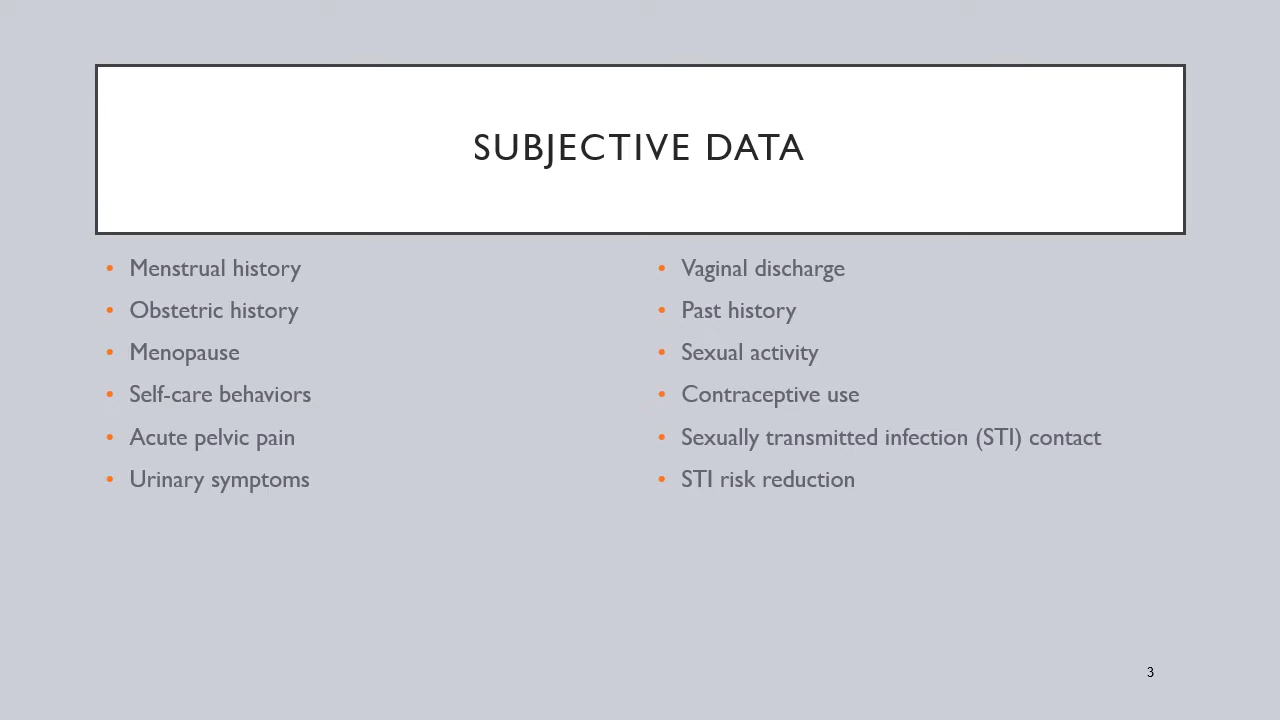 SUBJECTIVE DATA
• Menstrual history
• Obstetric history
• Menopause
• Self-care behaviors
• Acute pelvic pain
• Urinary symptoms
• Vaginal discharge
• Past history
• Sexual activity
• Contraceptive use
• Sexually transmitted infection (STI) contact
• STI risk reduction
3